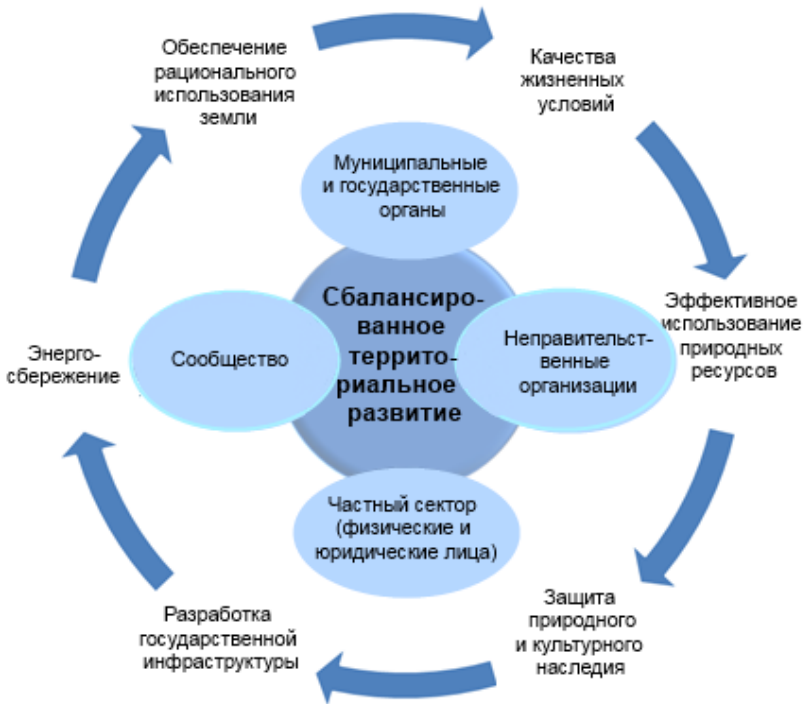 Обеспечение
рационального
использования
земли
Качества
жизненных
условий
Муниципальные
и государственные
органы
Сбалансиро-
ванное
террито-
риальное
развитие
Сообщество
Неправительст-
венные
организации
Эффективное
использование
природных
ресурсов
Энерго-
сбережение
Частный сектор
(физические и
юридические лица)
Защита
природного
и культурного
наследия
Разработка
государственной
инфраструктуры